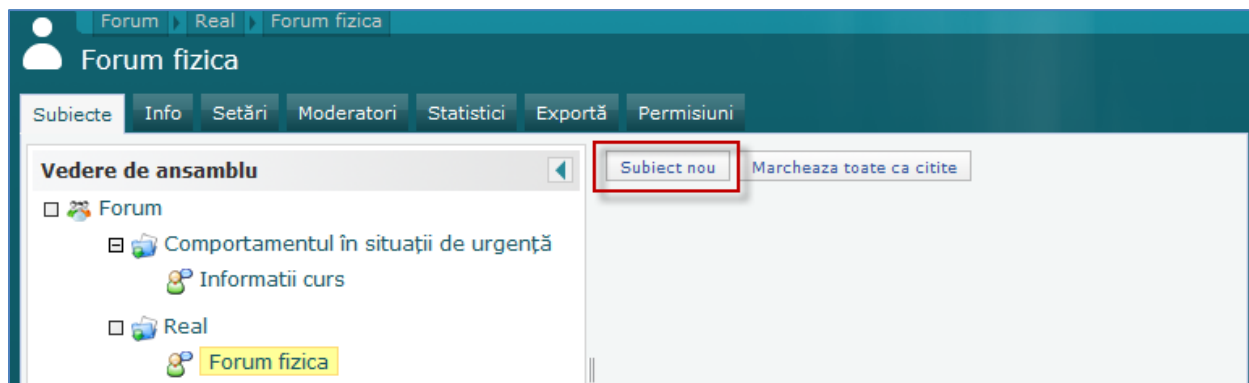 Forum Real Forum fizica
Forum fizica
Subiecte Info Setări Moderatori Statistici Exportă Permisiuni
Vedere de ansamblu
Subiect nou Marcheaza toate ca citite
Forum
Comportamentul în situații de urgență
Informatii curs
Real
Forum fizica